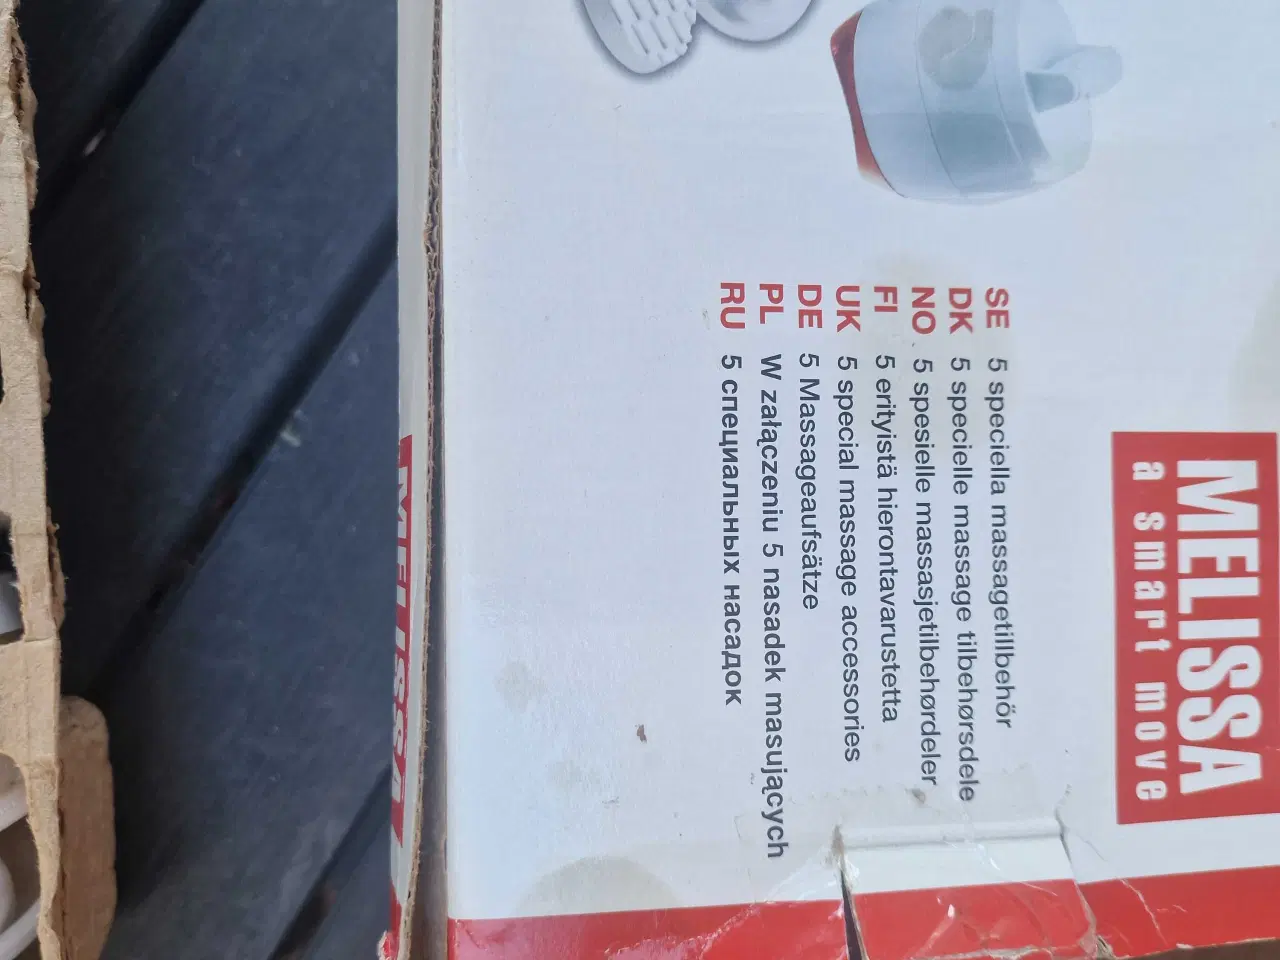 MELISSA
a smart move
SE 5 speciella massagetillbehör
DK 5 specielle massage tilbehørsdele
NO 5 spesielle massasjetilbehørdeler
FI 5 erityistä hierontavarustetta
UK 5 special massage accessories
DE 5 Massageaufsätze
PL W załączeniu 5 nasadek masujących
RU 5 специальных насадок
MELISSA